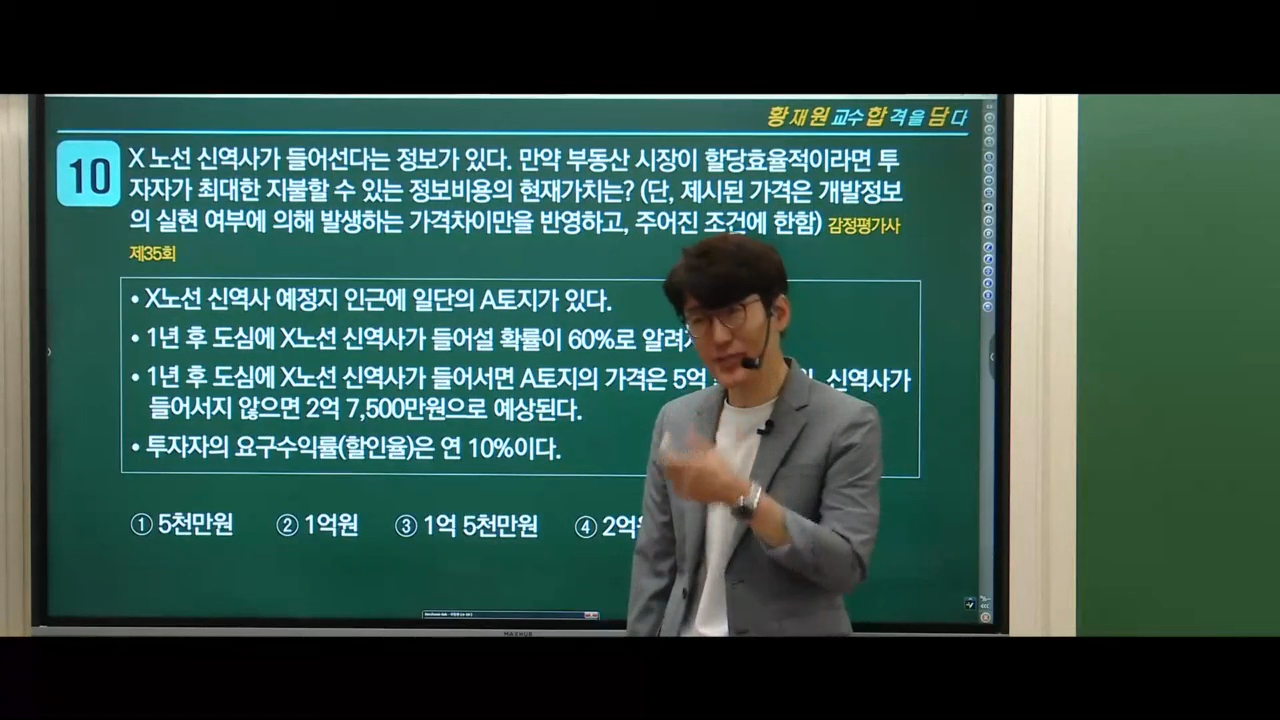 황재원교수 합격을 담다
10
X 노선 신역사가 들어선다는 정보가 있다. 만약 부동산 시장이 할당효율적이라면 투
자자가 최대한 지불할 수 있는 정보비용의 현재가치는? (단, 제시된 가격은 개발정보
의 실현 여부에 의해 발생하는 가격차이만을 반영하고, 주어진 조건에 한함) 감정평가사
제35회
• X노선 신역사 예정지 인근에 일단의 A토지가 있다.
• 1년 후 도심에 X노선 신역사가 들어설 확률이 60%로
• 1년 후 도심에 X노선 신역사가 들어서면 A토지의 가격은 5억 신역사가
들어서지 않으면 2억 7,500만원으로 예상된다.
• 투자자의 요구수익률(할인율)은 연 10%이다.
① 5천만원 ② 1억원 ③ 1억 5천만원 ④ 2억
MAXHUB